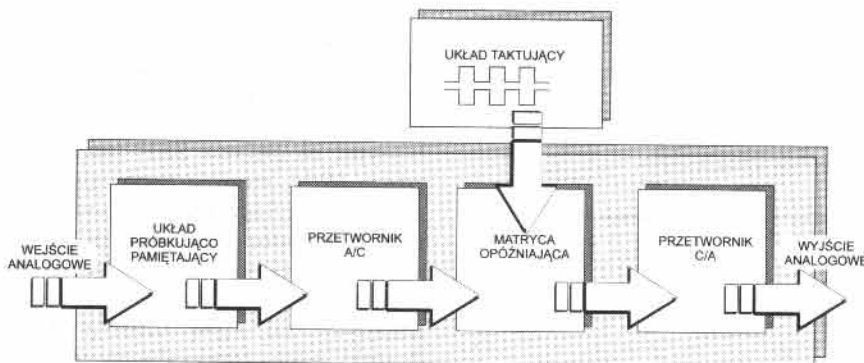 UKŁAD TAKTUJĄCY
WEJŚCIE
ANALOGOWE
UKŁAD
PRÓBKUJĄCO
PAMIĘTAJĄCY
PRZETWORNIK
A/C
MATRYCA
OPÓŹNIAJĄCA
PRZETWORNIK
C/A
WYJŚCIE
ANALOGOWE